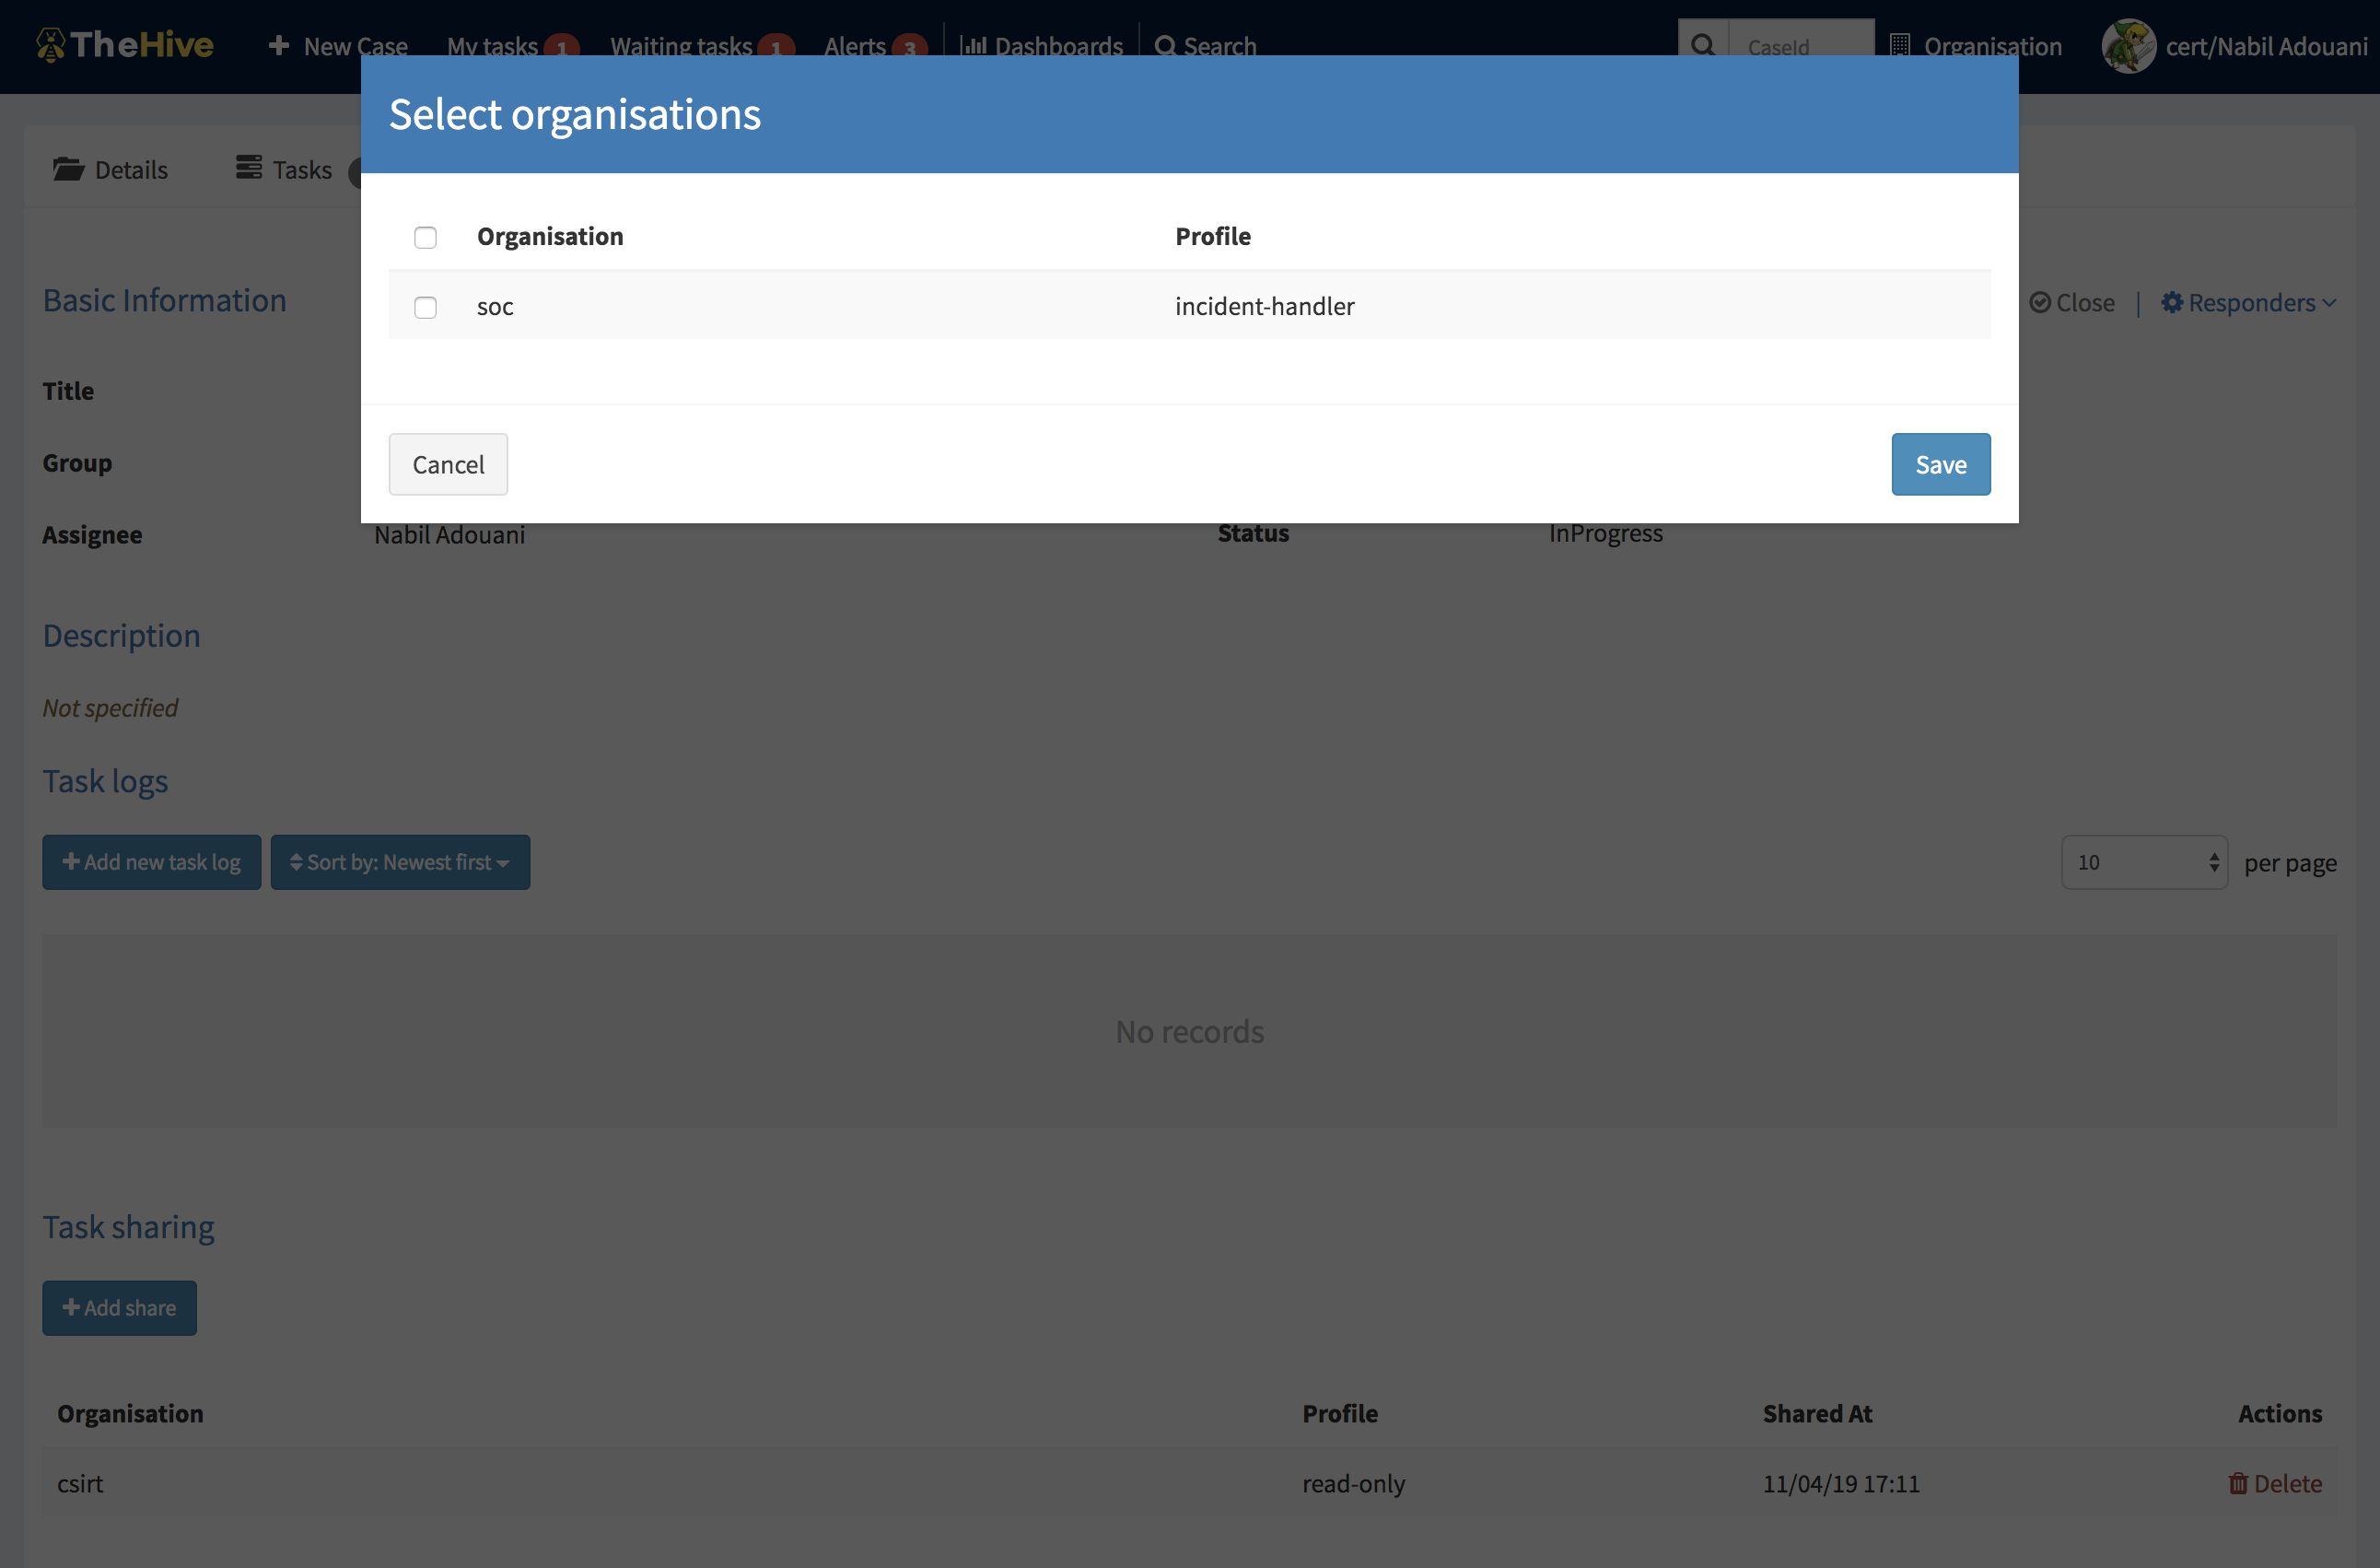 TheHive New Case My tasks 1 Waiting tasks 1 Alerts 3 Dashboards Search CaseId Organisation cert/Nabil Adouani
Select organisations
Details Tasks
Organisation Profile
soc incident-handler
Basic Information Close | Responders
Title
Group
Cancel Save
Assignee Nabil Adouani Status InProgress
Description
Not specified
Task logs
Add new task log Sort by: Newest first 10 per page
No records
Task sharing
Add share
Organisation Profile Shared At Actions
csirt read-only 11/04/19 17:11 Delete